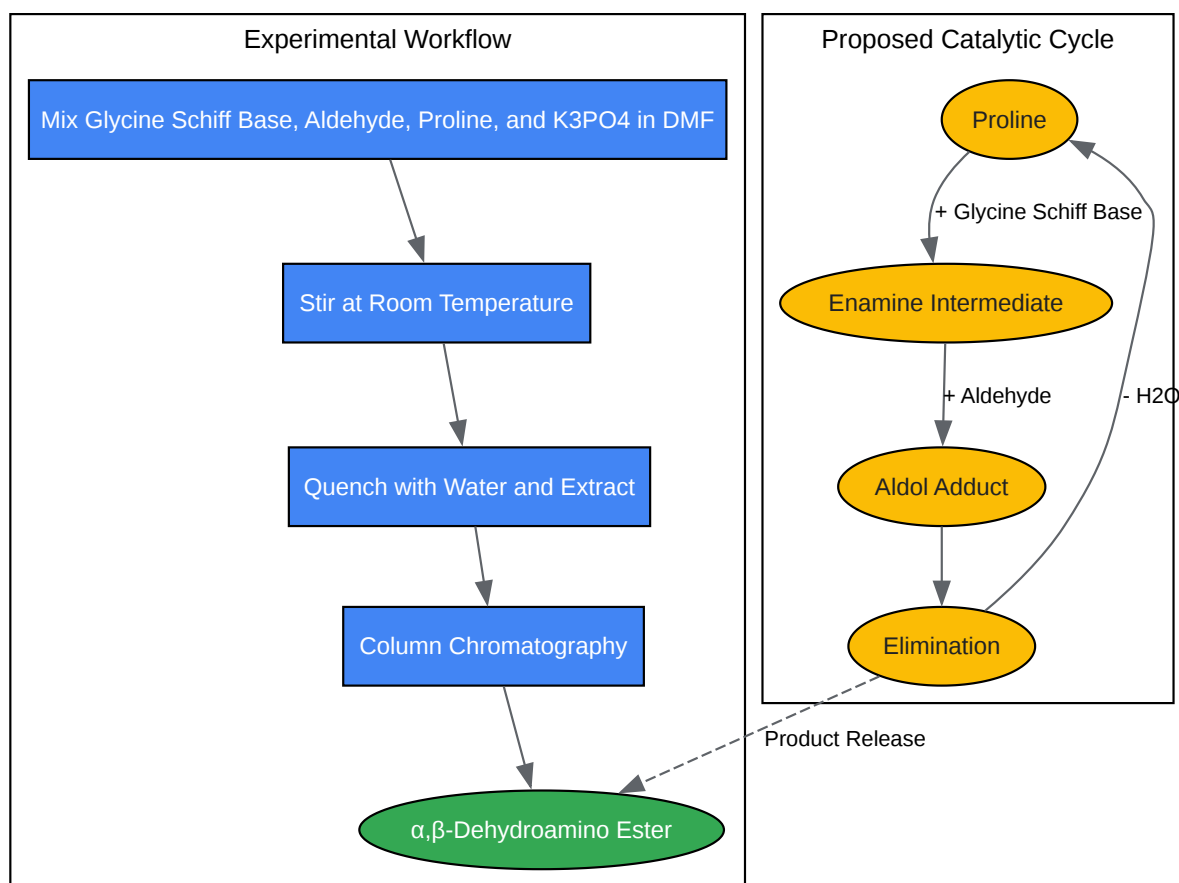 Experimental Workflow
Mix Glycine Schiff Base, Aldehyde, Proline, and K3PO4 in DMF
Stir at Room Temperature
Quench with Water and Extract
Column Chromatography
α,β-Dehydroamino Ester
Proposed Catalytic Cycle
Proline
+ Glycine Schiff Base
Enamine Intermediate
+ Aldehyde
- H2O
Aldol Adduct
Elimination
Product Release